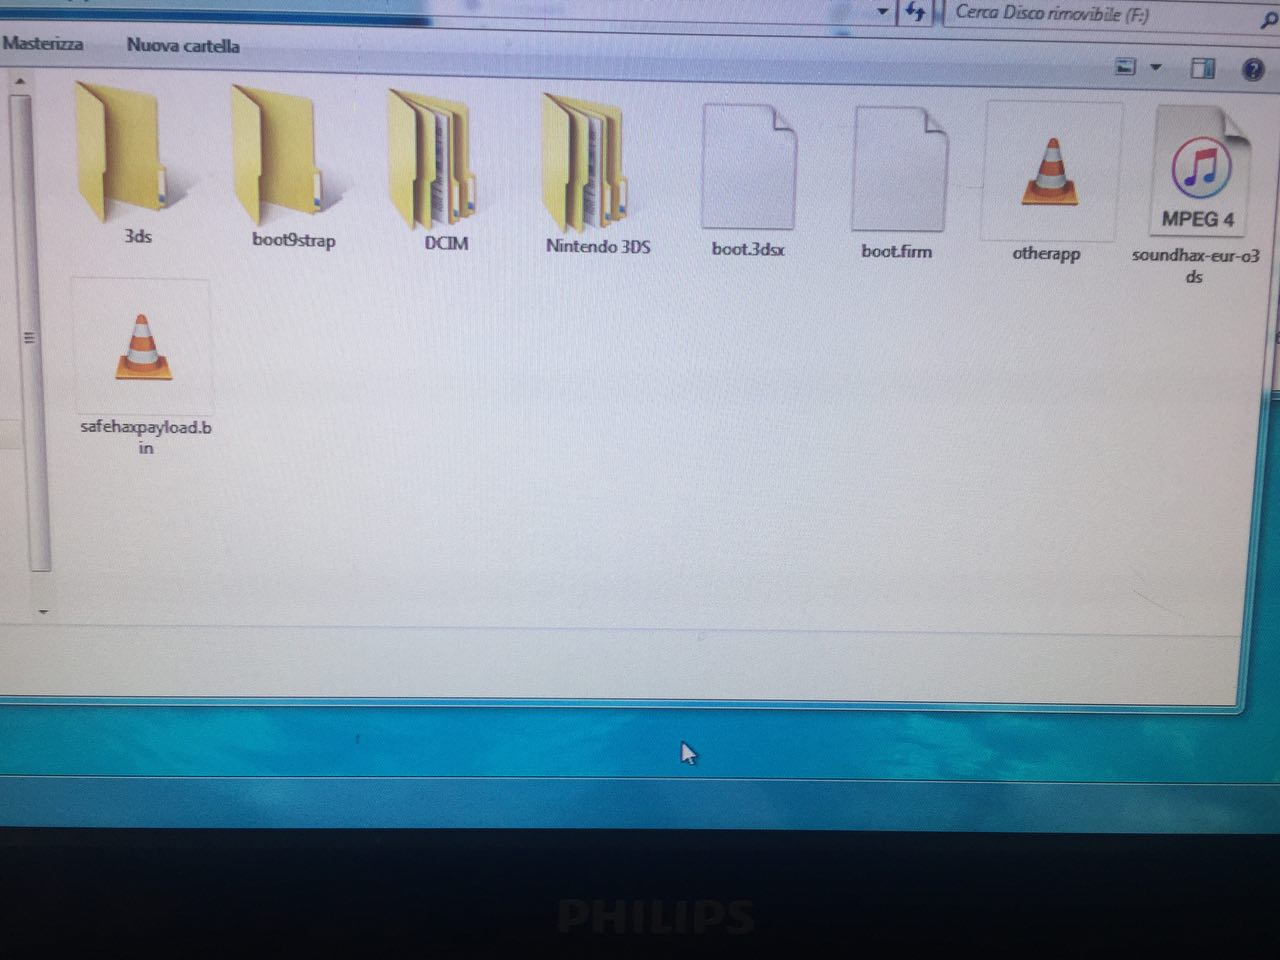 Masterizza Nuova cartella Cerca Disco rimovibile (F:)
3ds boot9strap DCIM Nintendo 3DS boot.3dsx boot.firm otherapp soundhax-eur-o3
ds
MPEG 4
safehaxpayload.b
in
PHILIPS